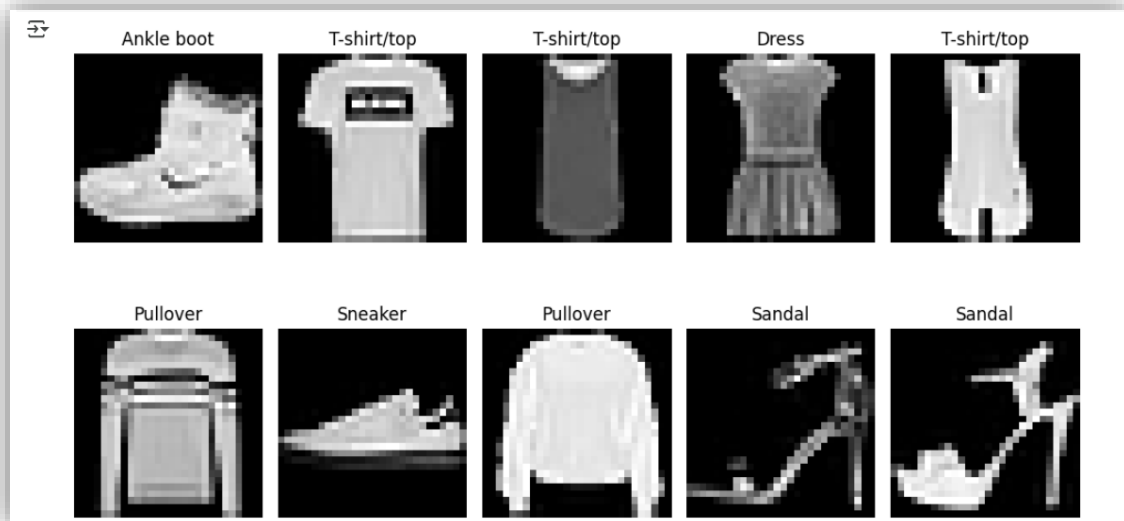 Ankle boot T-shirt/top T-shirt/top Dress T-shirt/top
Pullover Sneaker Pullover Sandal Sandal